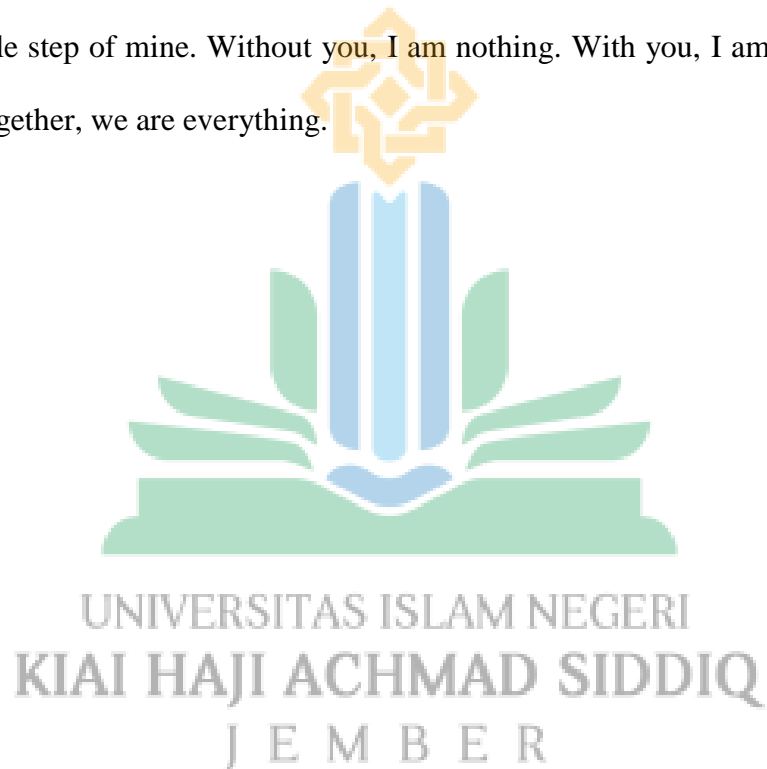 le step of mine. Without you, I am nothing. With you, I am
gether, we are everything.
UNIVERSITAS ISLAM NEGERI
KIAI HAJI ACHMAD SIDDIQ
JEMBER